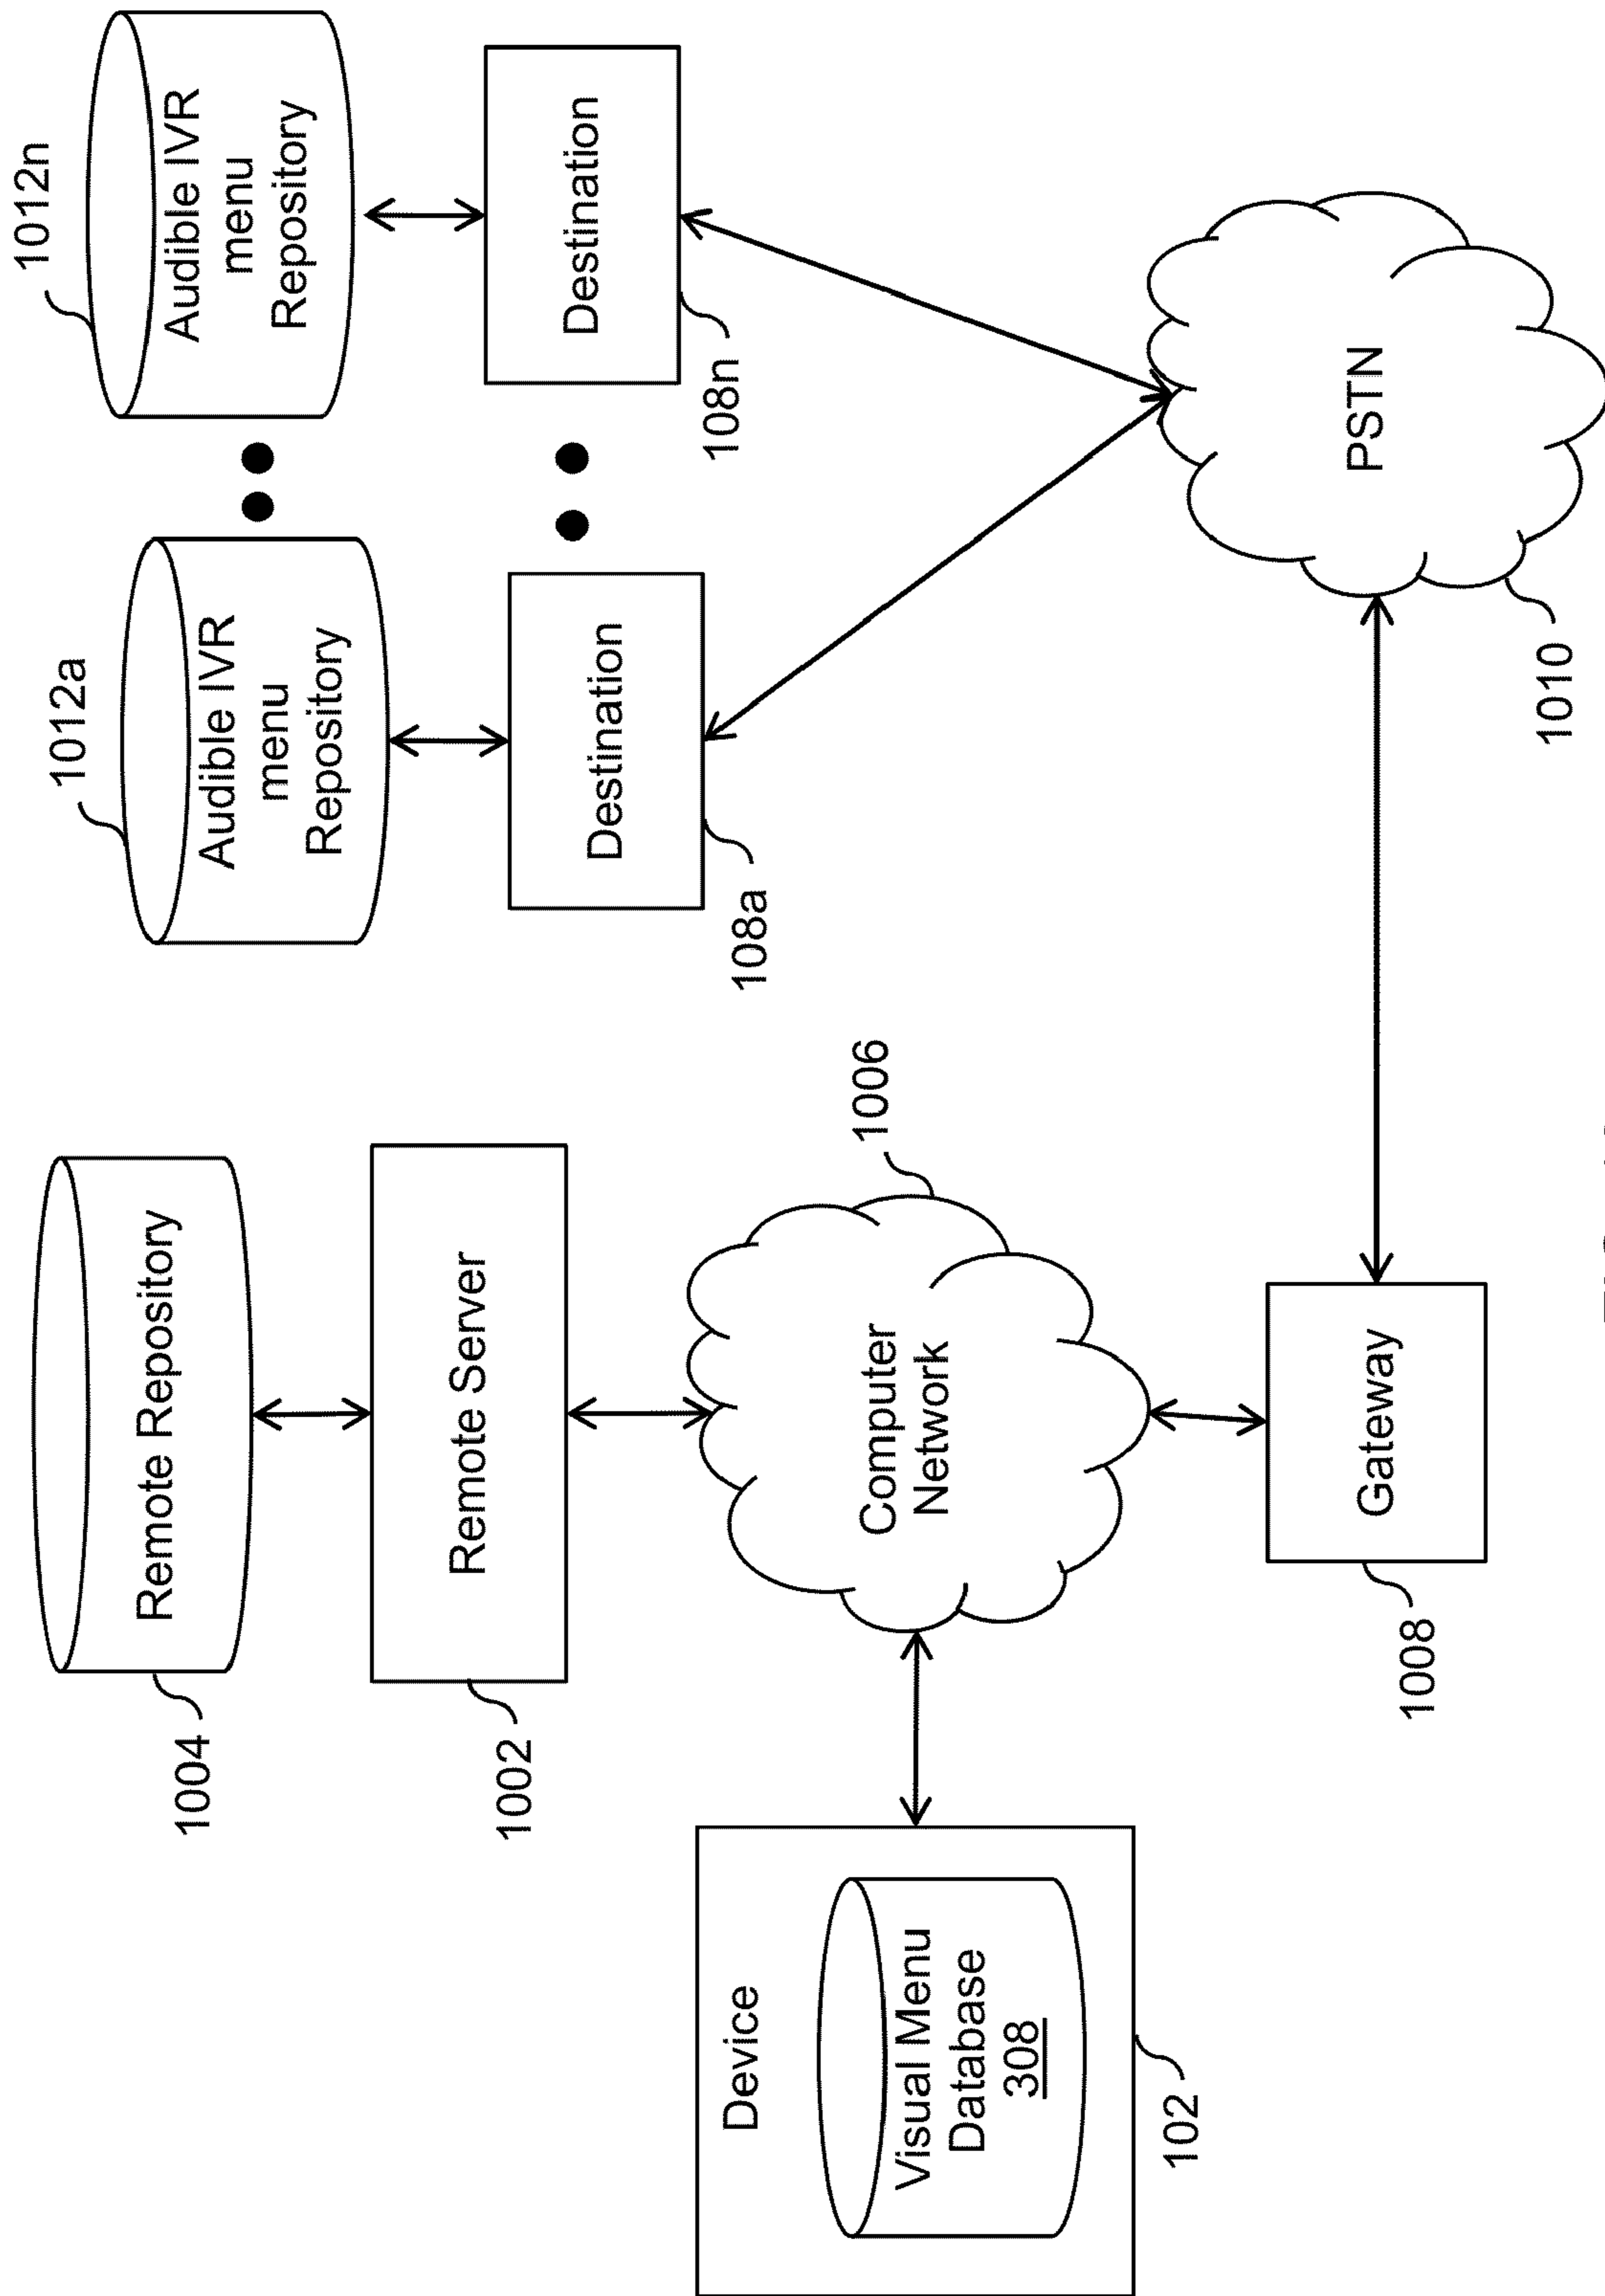 1004
Remote Repository
1002
Remote Server
1006
Computer
Network
Device
Visual Menu
Database
308
102
1008
Gateway
1012a
Audible IVR
menu
Repository
1012n
Audible IVR
menu
Repository
Destination
108a
Destination
108n
PSTN
1010